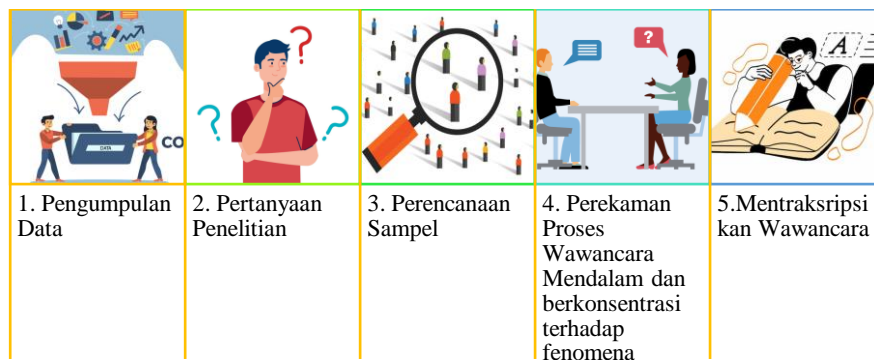 DATA
CO
?
?
?
?
A
1. Pengumpulan
Data
2. Pertanyaan
Penelitian
3. Perencanaan
Sampel
4. Perekaman
Proses
Wawancara
Mendalam dan
berkonsentrasi
terhadap
fenomena
5.Mentraksripsi
kan Wawancara